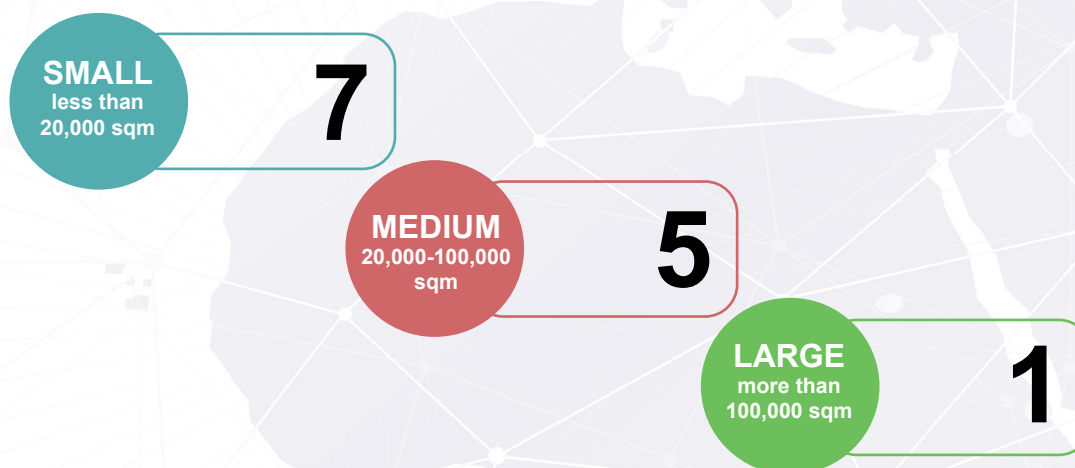 SMALL
less than
20,000 sqm
7
MEDIUM
20,000-100,000
sqm
5
LARGE
more than
100,000 sqm
1